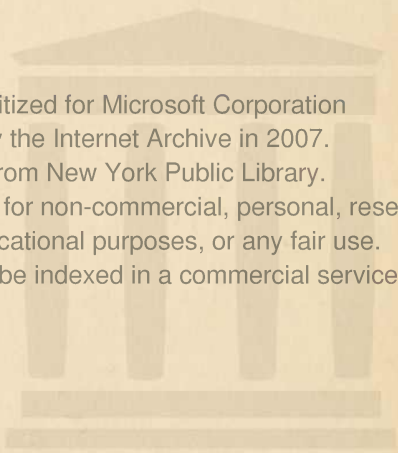 itized for Microsoft Corporation
the Internet Archive in 2007.
rom New York Public Library.
for non-commercial, personal, rese
cational purposes, or any fair use.
be indexed in a commercial service